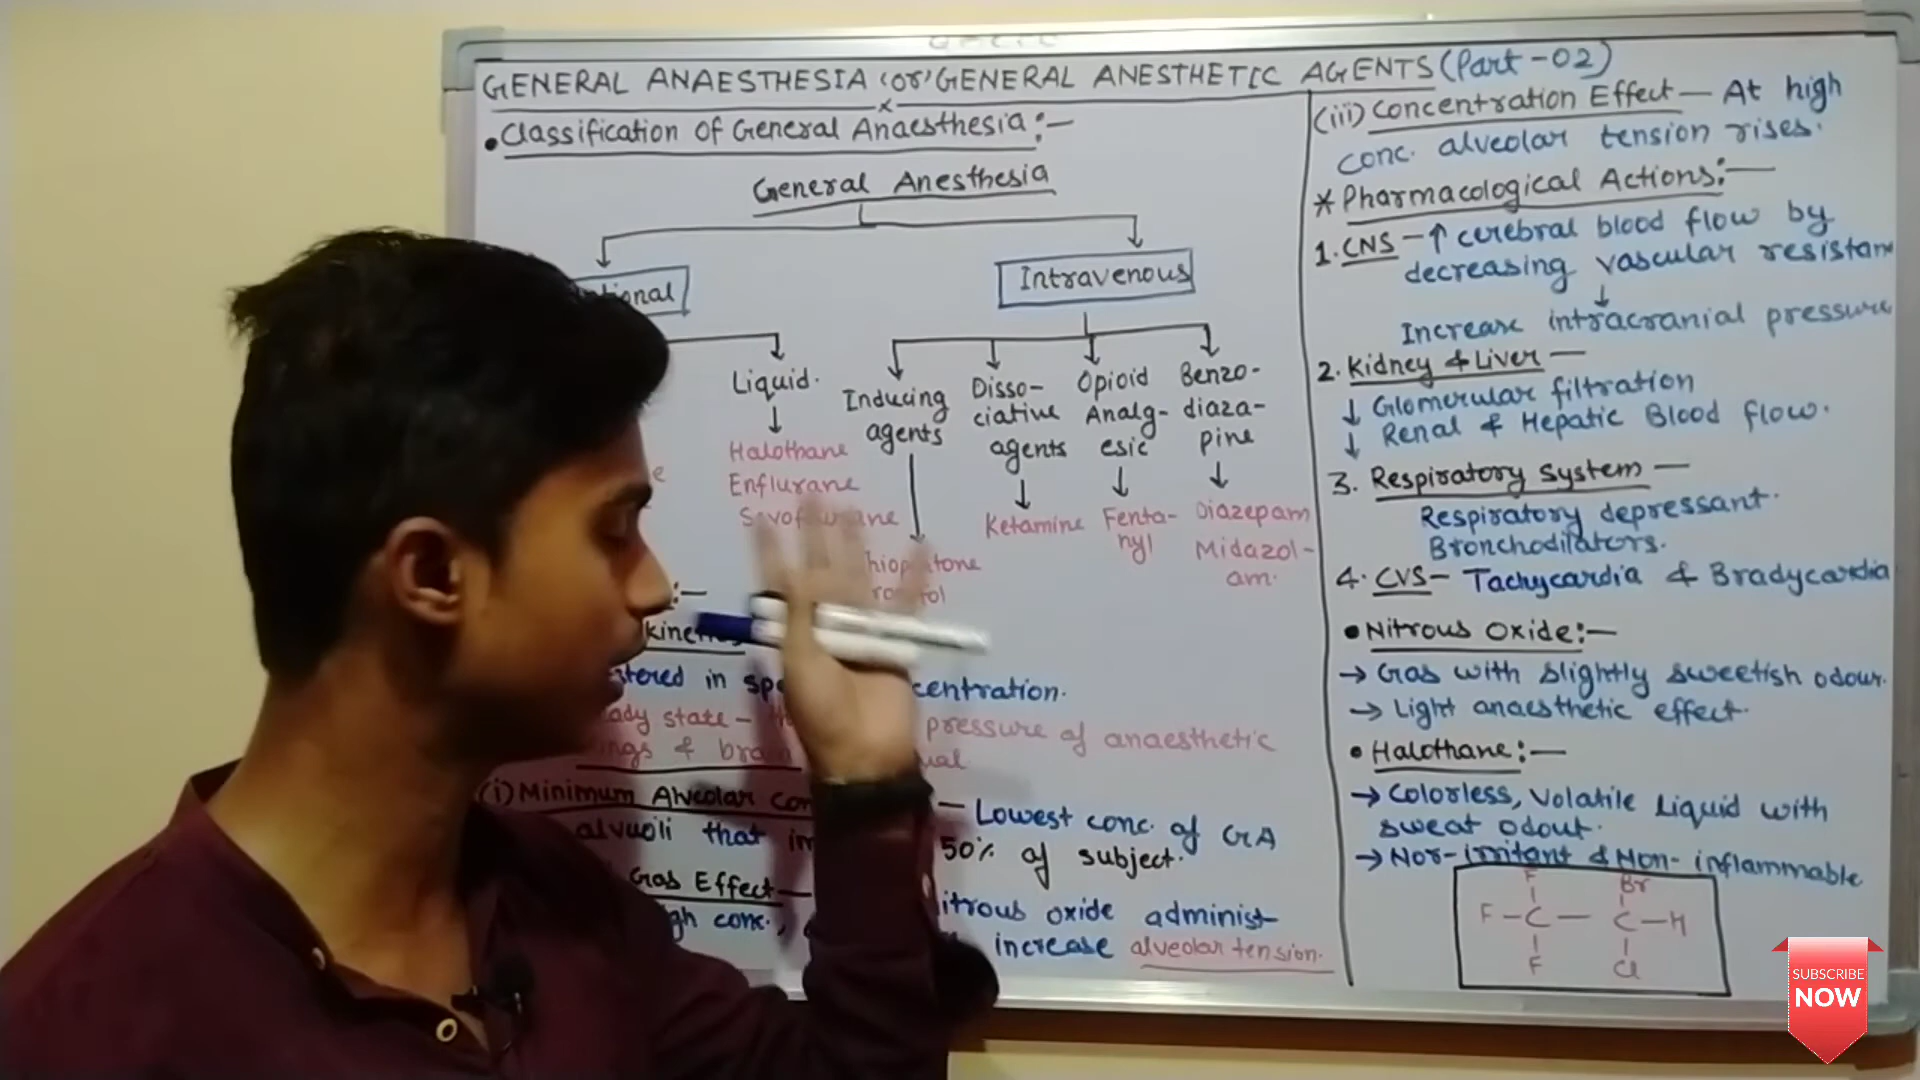 GENERAL ANAESTHESIA 'or' GENERAL ANESTHETIC AGENTS (Part-02)
• Classification of General Anaesthesia:-
General Anesthesia
Intravenous
Liquid.
Halothane
Enflurane
Inducing
agents
Disso-
ciative
agents
Ketamine
Opioid
Analg-
esic
Fenta-
nyl
Benzo-
diaza-
pine
Diazepam
Midazol-
am.
in centration.
state - pressure of anaesthetic
& brain
(i) Minimum Alveolar - Lowest conc. of GA
that 50% of subject.
Gas Effect -
conc., oxide administ
increase alveolar tension.
(iii) Concentration Effect - At high
conc. alveolar tension rises.
* Pharmacological Actions:-
1. CNS - ↑ cerebral blood flow by
decreasing vascular resistan
↓
Increase intracranial pressure
2. Kidney & Liver -
↓ Glomerular filtration
↓ Renal & Hepatic Blood flow.
3. Respiratory System -
Respiratory depressant.
Bronchodilators.
4. CVS - Tachycardia & Bradycardia
• Nitrous Oxide:-
→ Gas with slightly sweetish odour.
→ Light anaesthetic effect.
• Halothane:-
→ Colorless, Volatile Liquid with
sweat odout.
→ Non-irritant & Non-inflammable
F Br
F-C-C-H
F Cl
SUBSCRIBE
NOW